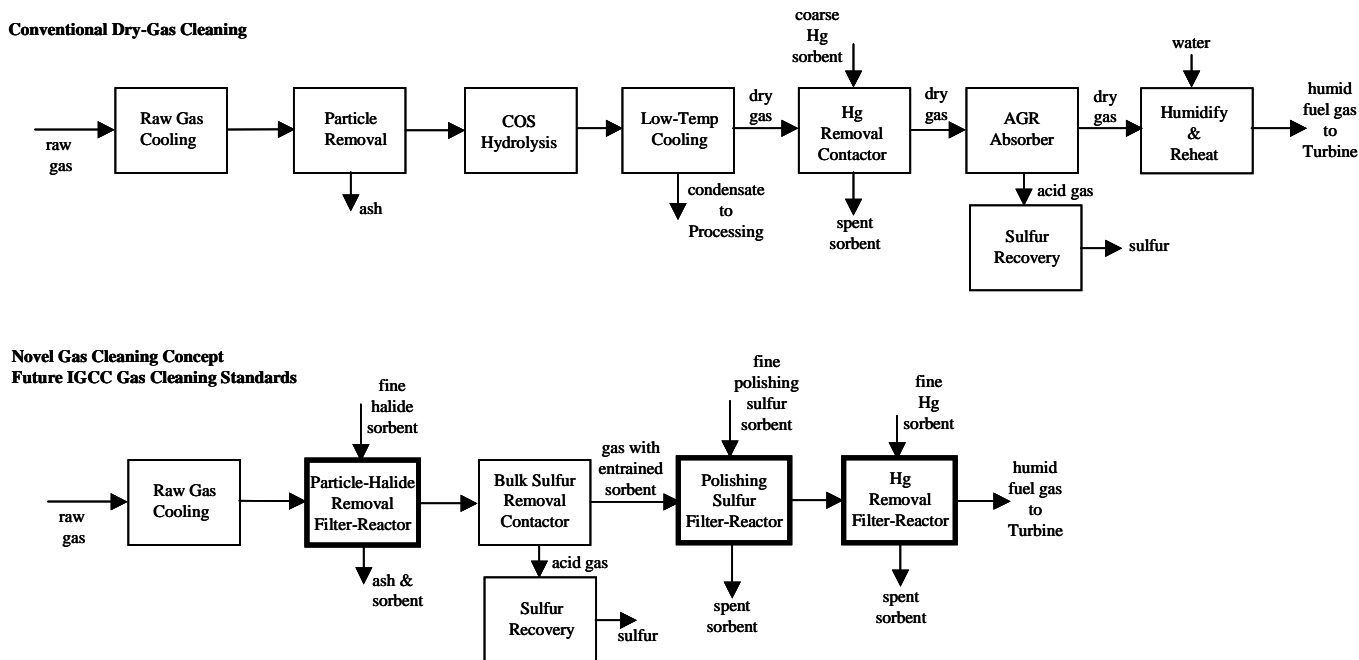 Conventional Dry-Gas Cleaning
coarse
Hg
sorbent
water
raw
gas
Raw Gas
Cooling
Particle
Removal
ash
COS
Hydrolysis
Low-Temp
Cooling
condensate
to
Processing
dry
gas
Hg
Removal
Contactor
spent
sorbent
dry
gas
AGR
Absorber
acid gas
Sulfur
Recovery
sulfur
dry
gas
Humidify
&
Reheat
humid
fuel gas
to
Turbine
Novel Gas Cleaning Concept
Future IGCC Gas Cleaning Standards
raw
gas
Raw Gas
Cooling
fine
halide
sorbent
Particle-Halide
Removal
Filter-Reactor
ash &
sorbent
Bulk Sulfur
Removal
Contactor
acid gas
Sulfur
Recovery
sulfur
gas with
entrained
sorbent
fine
polishing
sulfur
sorbent
Polishing
Sulfur
Filter-Reactor
spent
sorbent
fine
Hg
sorbent
Hg
Removal
Filter-Reactor
spent
sorbent
humid
fuel gas
to
Turbine